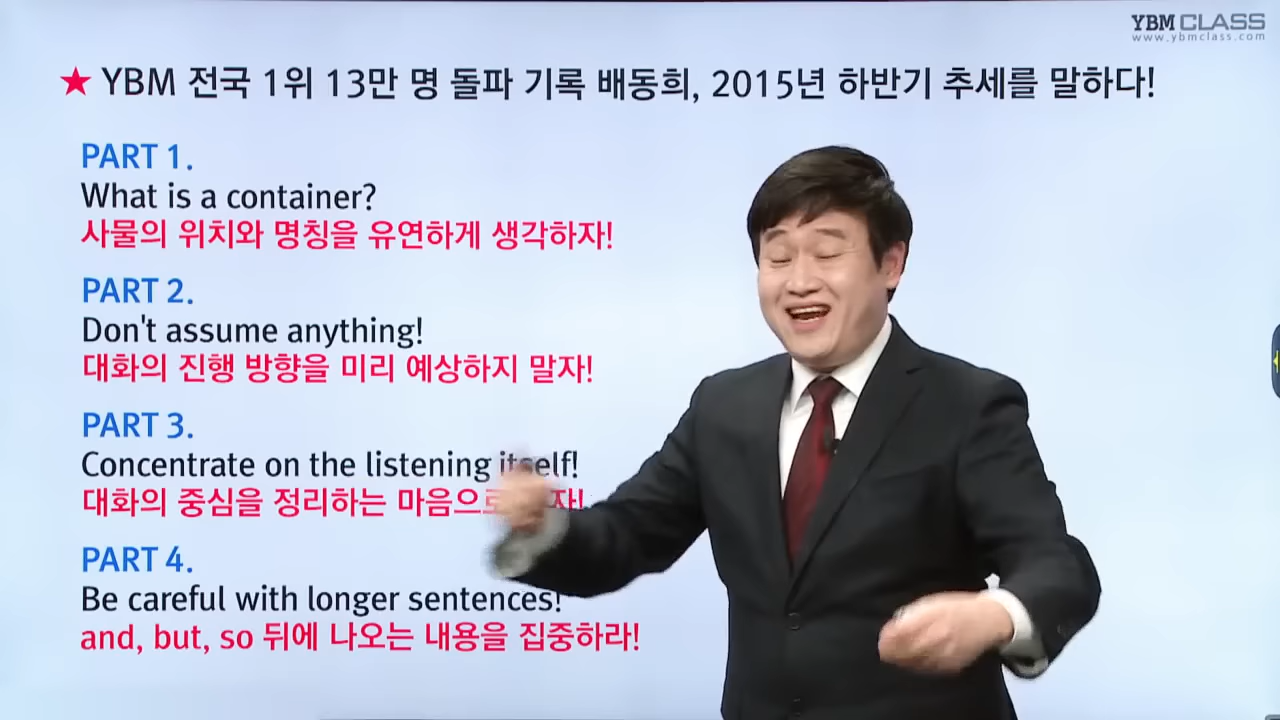 YBM CLASS
www.ybmclass.com
★ YBM 전국 1위 13만 명 돌파 기록 배동희, 2015년 하반기 추세를 말하다!
PART 1.
What is a container?
사물의 위치와 명칭을 유연하게 생각하자!
PART 2.
Don't assume anything!
대화의 진행 방향을 미리 예상하지 말자!
PART 3.
Concentrate on the listening itself!
대화의 중심을 정리하는
PART 4.
Be careful with longer sentences!
and, but, so 뒤에 나오는 내용을 집중하라!